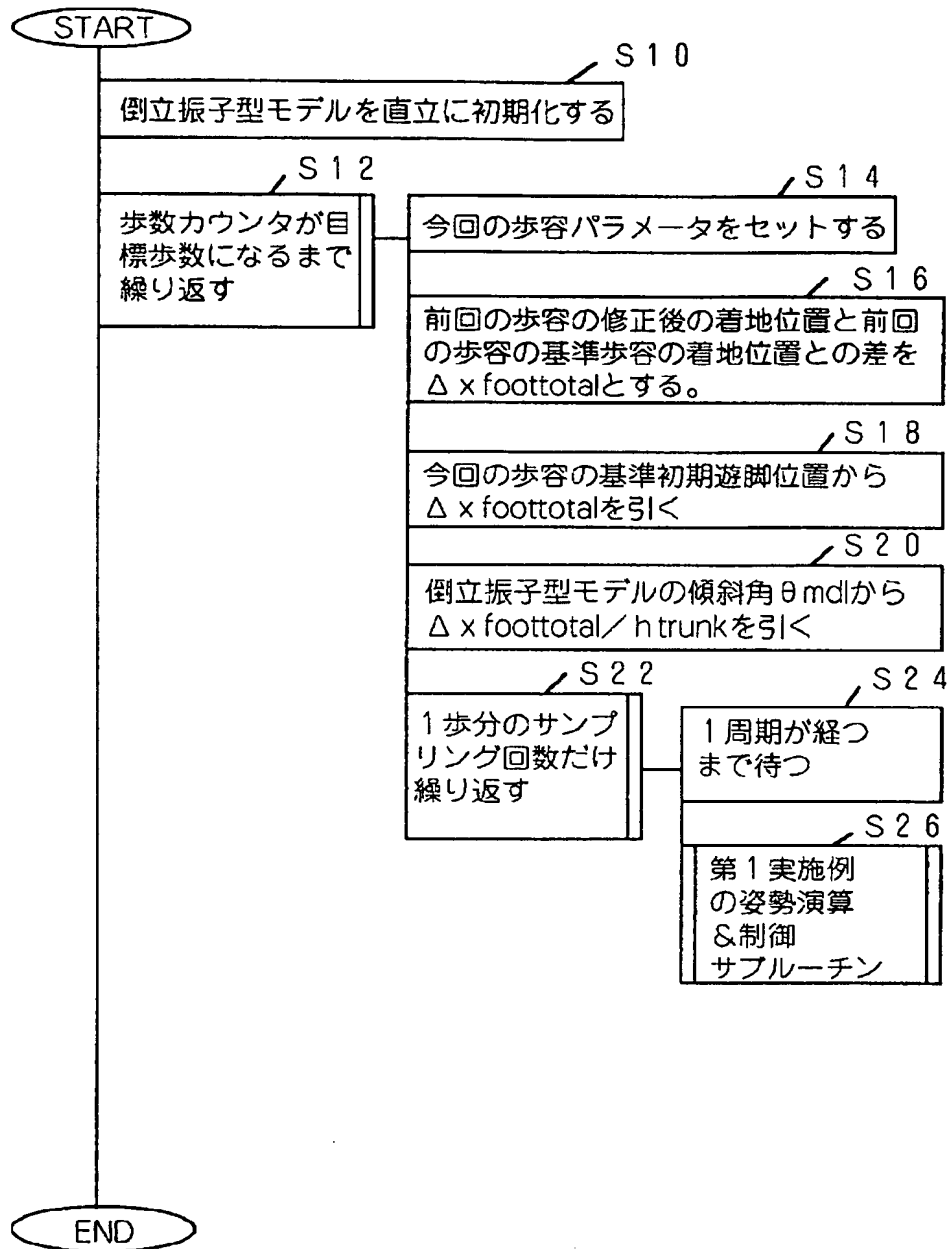 START
S10
倒立振子型モデルを直立に初期化する
S12
歩数カウンタが目
標歩数になるまで
繰り返す
S14
今回の歩容パラメータをセットする
S16
前回の歩容の修正後の着地位置と前回
の歩容の基準歩容の着地位置との差を
Δxfoottotalとする。
S18
今回の歩容の基準初期遊脚位置から
Δxfoottotalを引く
S20
倒立振子型モデルの傾斜角θmdlから
Δxfoottotal/htrunkを引く
S22
1歩分のサンプ
リング回数だけ
繰り返す
S24
1周期が経つ
まで待つ
S26
第1実施例
の姿勢演算
&制御
サブルーチン
END